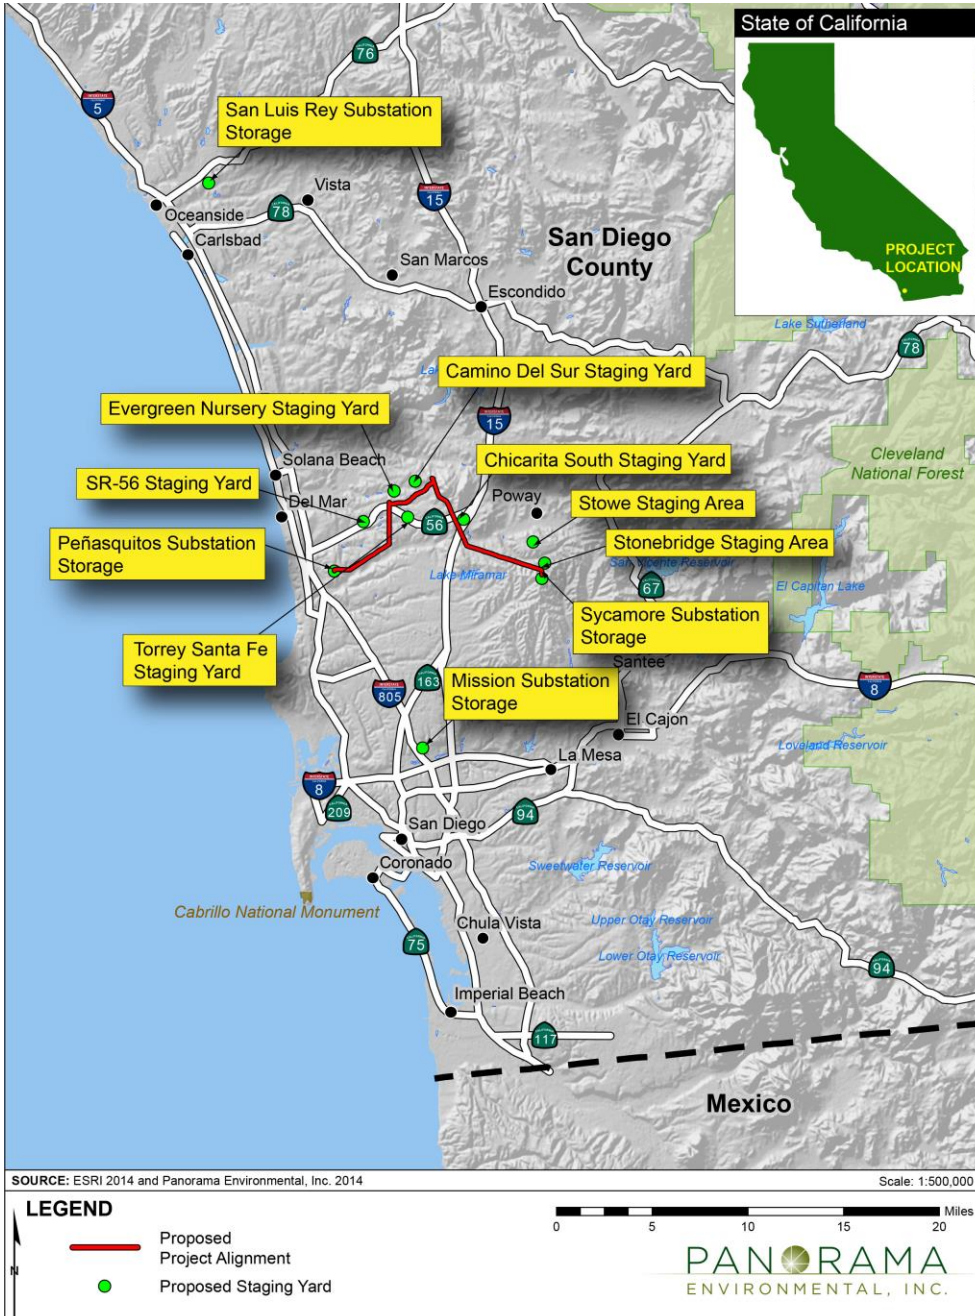 State of California
PROJECT
LOCATION
76
5
San Luis Rey Substation
Storage
Vista
15
Oceanside
78
Carlsbad
San Diego
County
San Marcos
Escondido
Lake Sutherland
78
Camino Del Sur Staging Yard
Evergreen Nursery Staging Yard
15
Cleveland
National Forest
Solana Beach
Chicarita South Staging Yard
SR-56 Staging Yard
Del Mar
Poway
Stowe Staging Area
56
Peñasquitos Substation
Storage
Stonebridge Staging Area
Lake Miramar
San Vicente Reservoir
67
El Capitan Lake
Sycamore Substation
Storage
Torrey Santa Fe
Staging Yard
Santee
163
Mission Substation
Storage
805
8
El Cajon
Loveland Reservoir
La Mesa
8
209
94
San Diego
Coronado
Sweetwater Reservoir
Cabrillo National Monument
Upper Otay Reservoir
Chula Vista
75
Lower Otay Reservoir
94
Imperial Beach
117
Mexico
SOURCE: ESRI 2014 and Panorama Environmental, Inc. 2014
Scale: 1:500,000
LEGEND
Miles
0 5 10 15 20
Proposed
Project Alignment
N
Proposed Staging Yard
PANORAMA
ENVIRONMENTAL, INC.